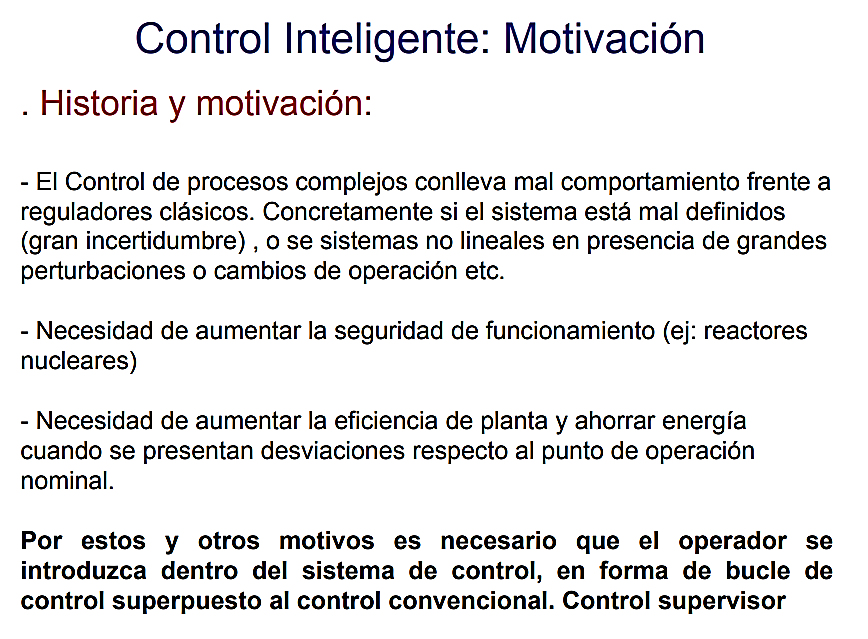 Control Inteligente: Motivación
. Historia y motivación:
- El Control de procesos complejos conlleva mal comportamiento frente a
reguladores clásicos. Concretamente si el sistema está mal definidos
(gran incertidumbre) , o se sistemas no lineales en presencia de grandes
perturbaciones o cambios de operación etc.
- Necesidad de aumentar la seguridad de funcionamiento (ej: reactores
nucleares)
- Necesidad de aumentar la eficiencia de planta y ahorrar energía
cuando se presentan desviaciones respecto al punto de operación
nominal.
Por estos y otros motivos es necesario que el operador se
introduzca dentro del sistema de control, en forma de bucle de
control superpuesto al control convencional. Control supervisor